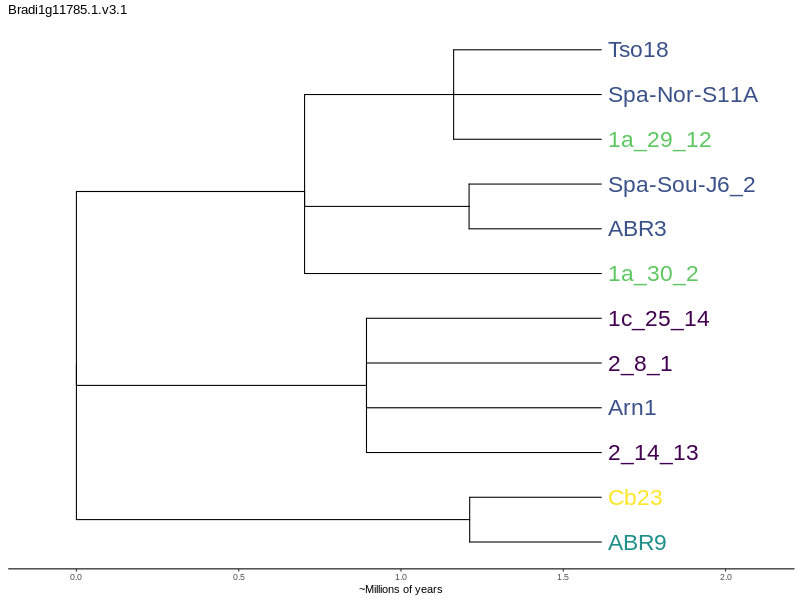 Bradi1g11785.1.v3.1
Tso18
Spa-Nor-S11A
1a_29_12
Spa-Sou-J6_2
ABR3
1a_30_2
1c_25_14
2_8_1
Arn1
2_14_13
Cb23
ABR9
0.0 0.5 1.0 1.5 2.0
~Millions of years